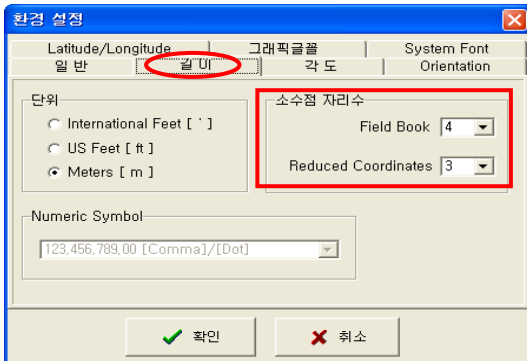 환경 설정
Latitude/Longitude 그래픽글꼴 System Font
일 반 길 이 각 도 Orientation
단위
International Feet [ ' ]
US Feet [ ft ]
Meters [ m ]
소수점 자리수
Field Book 4
Reduced Coordinates 3
Numeric Symbol
123,456,789,00 [Comma]/[Dot]
확인 취소